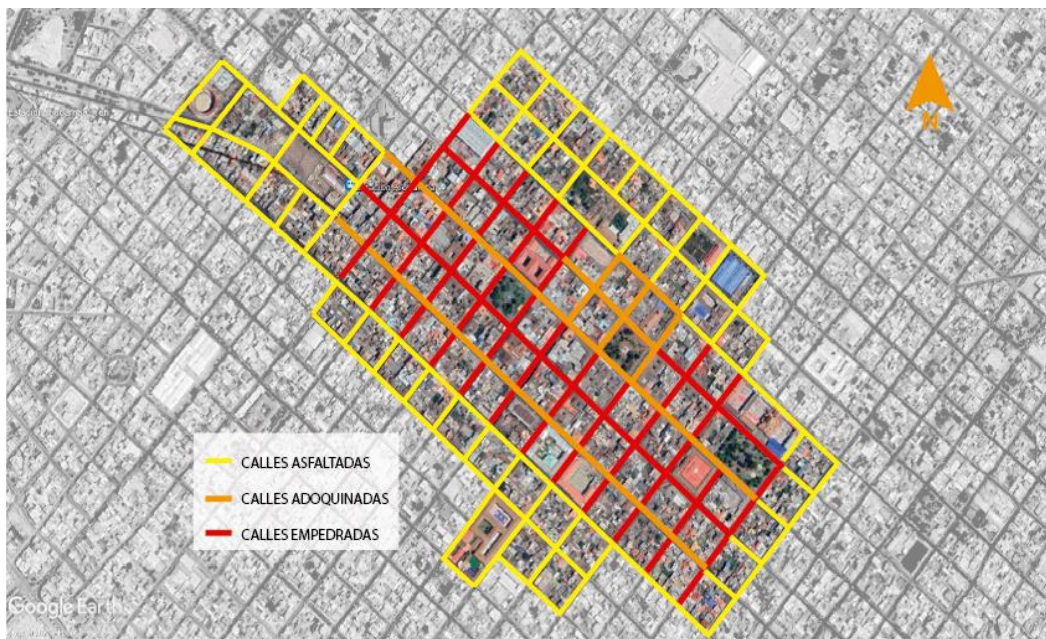 N
CALLES ASFALTADAS
CALLES ADOQUINADAS
CALLES EMPEDRADAS
Google Earth